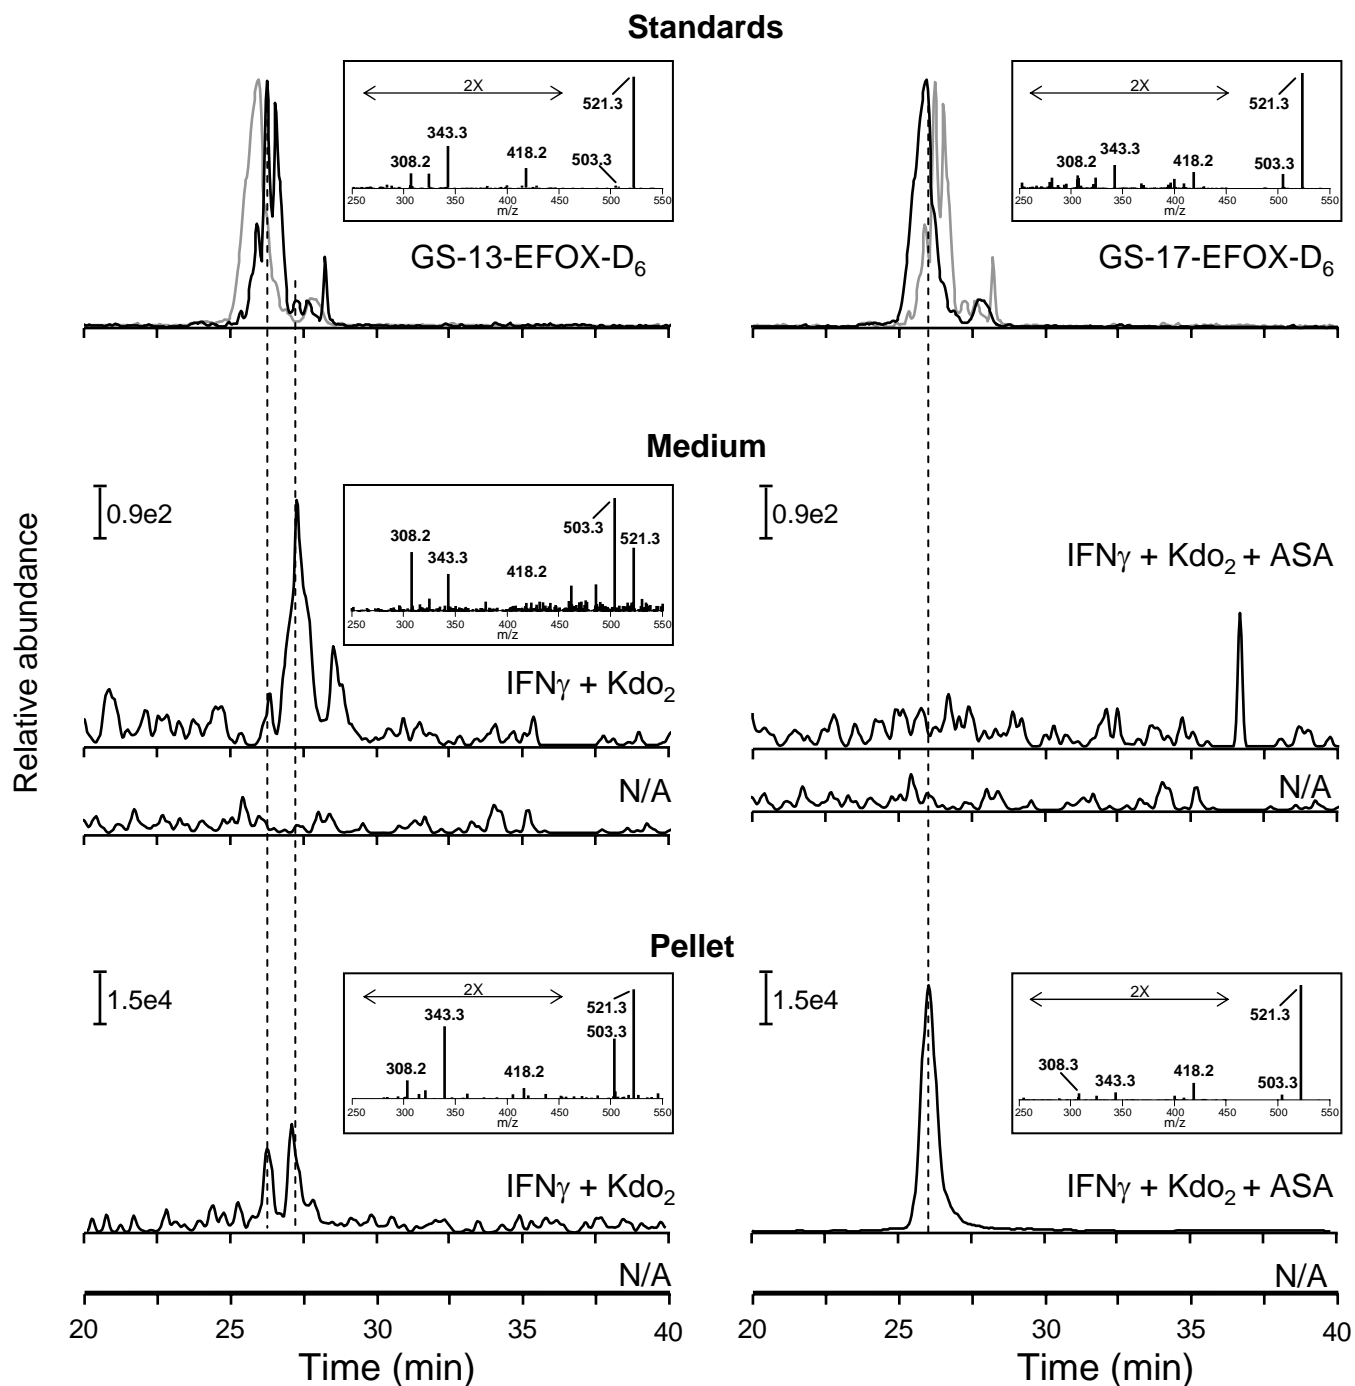 Standards
2X
521.3
343.3
418.2
308.2
503.3
250 300 350 400 450 500 550
m/z
GS-13-EFOX-D6
2X
521.3
343.3
308.2
418.2
503.3
250 300 350 400 450 500 550
m/z
GS-17-EFOX-D6
Medium
Relative abundance
0.9e2
308.2
343.3
418.2
503.3
521.3
250 300 350 400 450 500 550
m/z
IFNγ + Kdo2
N/A
0.9e2
IFNγ + Kdo2 + ASA
N/A
Pellet
1.5e4
2X
521.3
343.3
503.3
308.2
418.2
250 300 350 400 450 500 550
m/z
IFNγ + Kdo2
N/A
20 25 30 35 40
Time (min)
1.5e4
2X
521.3
308.3
343.3
418.2
503.3
250 300 350 400 450 500 550
m/z
IFNγ + Kdo2 + ASA
N/A
20 25 30 35 40
Time (min)